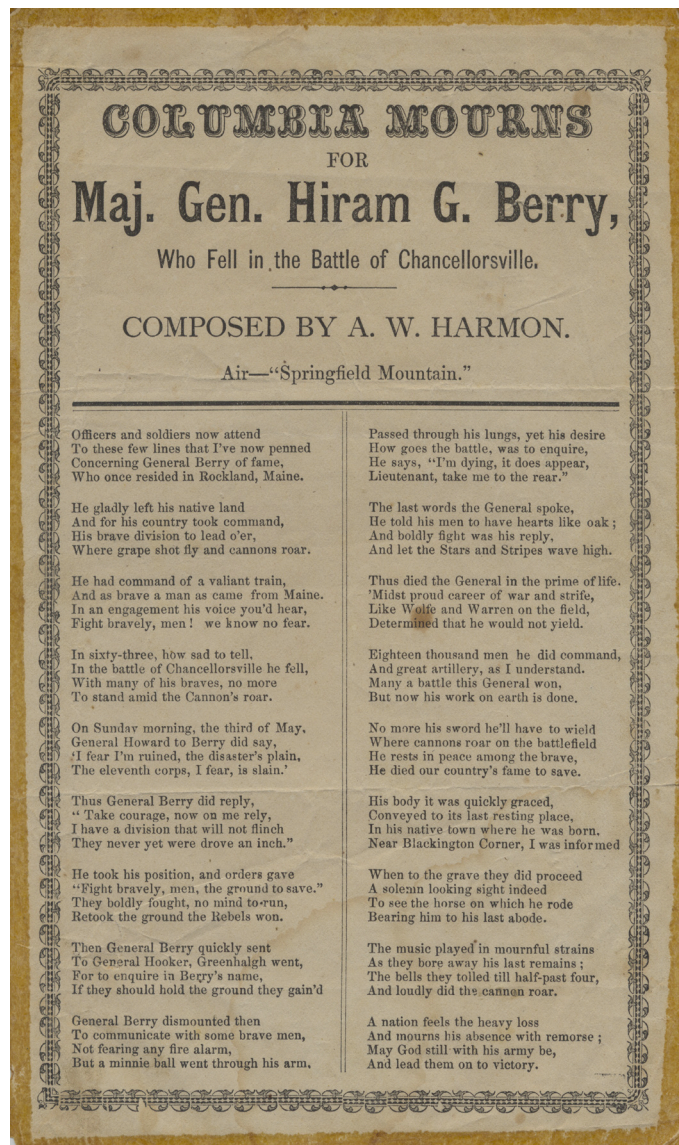 COLUMBIA MOURNS
FOR
Maj. Gen. Hiram G. Berry,
Who Fell in the Battle of Chancellorsville.
COMPOSED BY A. W. HARMON.
Air—“Springfield Mountain.”
Officers and soldiers now attend
To these few lines that I've now penned
Concerning General Berry of fame,
Who once resided in Rockland, Maine.
He gladly left his native land
And for his country took command,
His brave division to lead o'er,
Where grape shot fly and cannons roar.
He had command of a valiant train,
And as brave a man as came from Maine.
In an engagement his voice you'd hear,
Fight bravely, men! we know no fear.
In sixty-three, how sad to tell.
In the battle of Chancellorsville he fell,
With many of his braves, no more
To stand amid the Cannon's roar.
On Sunday morning, the third of May,
General Howard to Berry did say,
'I fear I'm ruined, the disaster's plain,
The eleventh corps, I fear, is slain.'
Thus General Berry did reply,
“ Take courage, now on me rely,
I have a division that will not flinch
They never yet were drove an inch.”
He took his position, and orders gave
“Fight bravely, men, the ground to save.”
They boldly fought, no mind to run,
Retook the ground the Rebels won.
Then General Berry quickly sent
To General Hooker, Greenhalgh went,
For to enquire in Berry's name,
If they should hold the ground they gain'd
General Berry dismounted then
To communicate with some brave men,
Not fearing any fire alarm,
But a minnie ball went through his arm,
Passed through his lungs, yet his desire
How goes the battle, was to enquire,
He says, “I'm dying, it does appear,
Lieutenant, take me to the rear.”
The last words the General spoke,
He told his men to have hearts like oak ;
And boldly fight was his reply,
And let the Stars and Stripes wave high.
Thus died the General in the prime of life.
'Midst proud career of war and strife,
Like Wolfe and Warren on the field,
Determined that he would not yield.
Eighteen thousand men he did command,
And great artillery, as I understand.
Many a battle this General won,
But now his work on earth is done.
No more his sword he'll have to wield
Where cannons roar on the battlefield
He rests in peace among the brave,
He died our country's fame to save.
His body it was quickly graced,
Conveyed to its last resting place,
In his native town where he was born.
Near Blackington Corner, I was informed
When to the grave they did proceed
A solemn looking sight indeed
To see the horse on which he rode
Bearing him to his last abode.
The music played in mournful strains
As they bore away his last remains ;
The bells they tolled till half-past four,
And loudly did the cannon roar.
A nation feels the heavy loss
And mourns his absence with remorse ;
May God still with his army be,
And lead them on to victory.